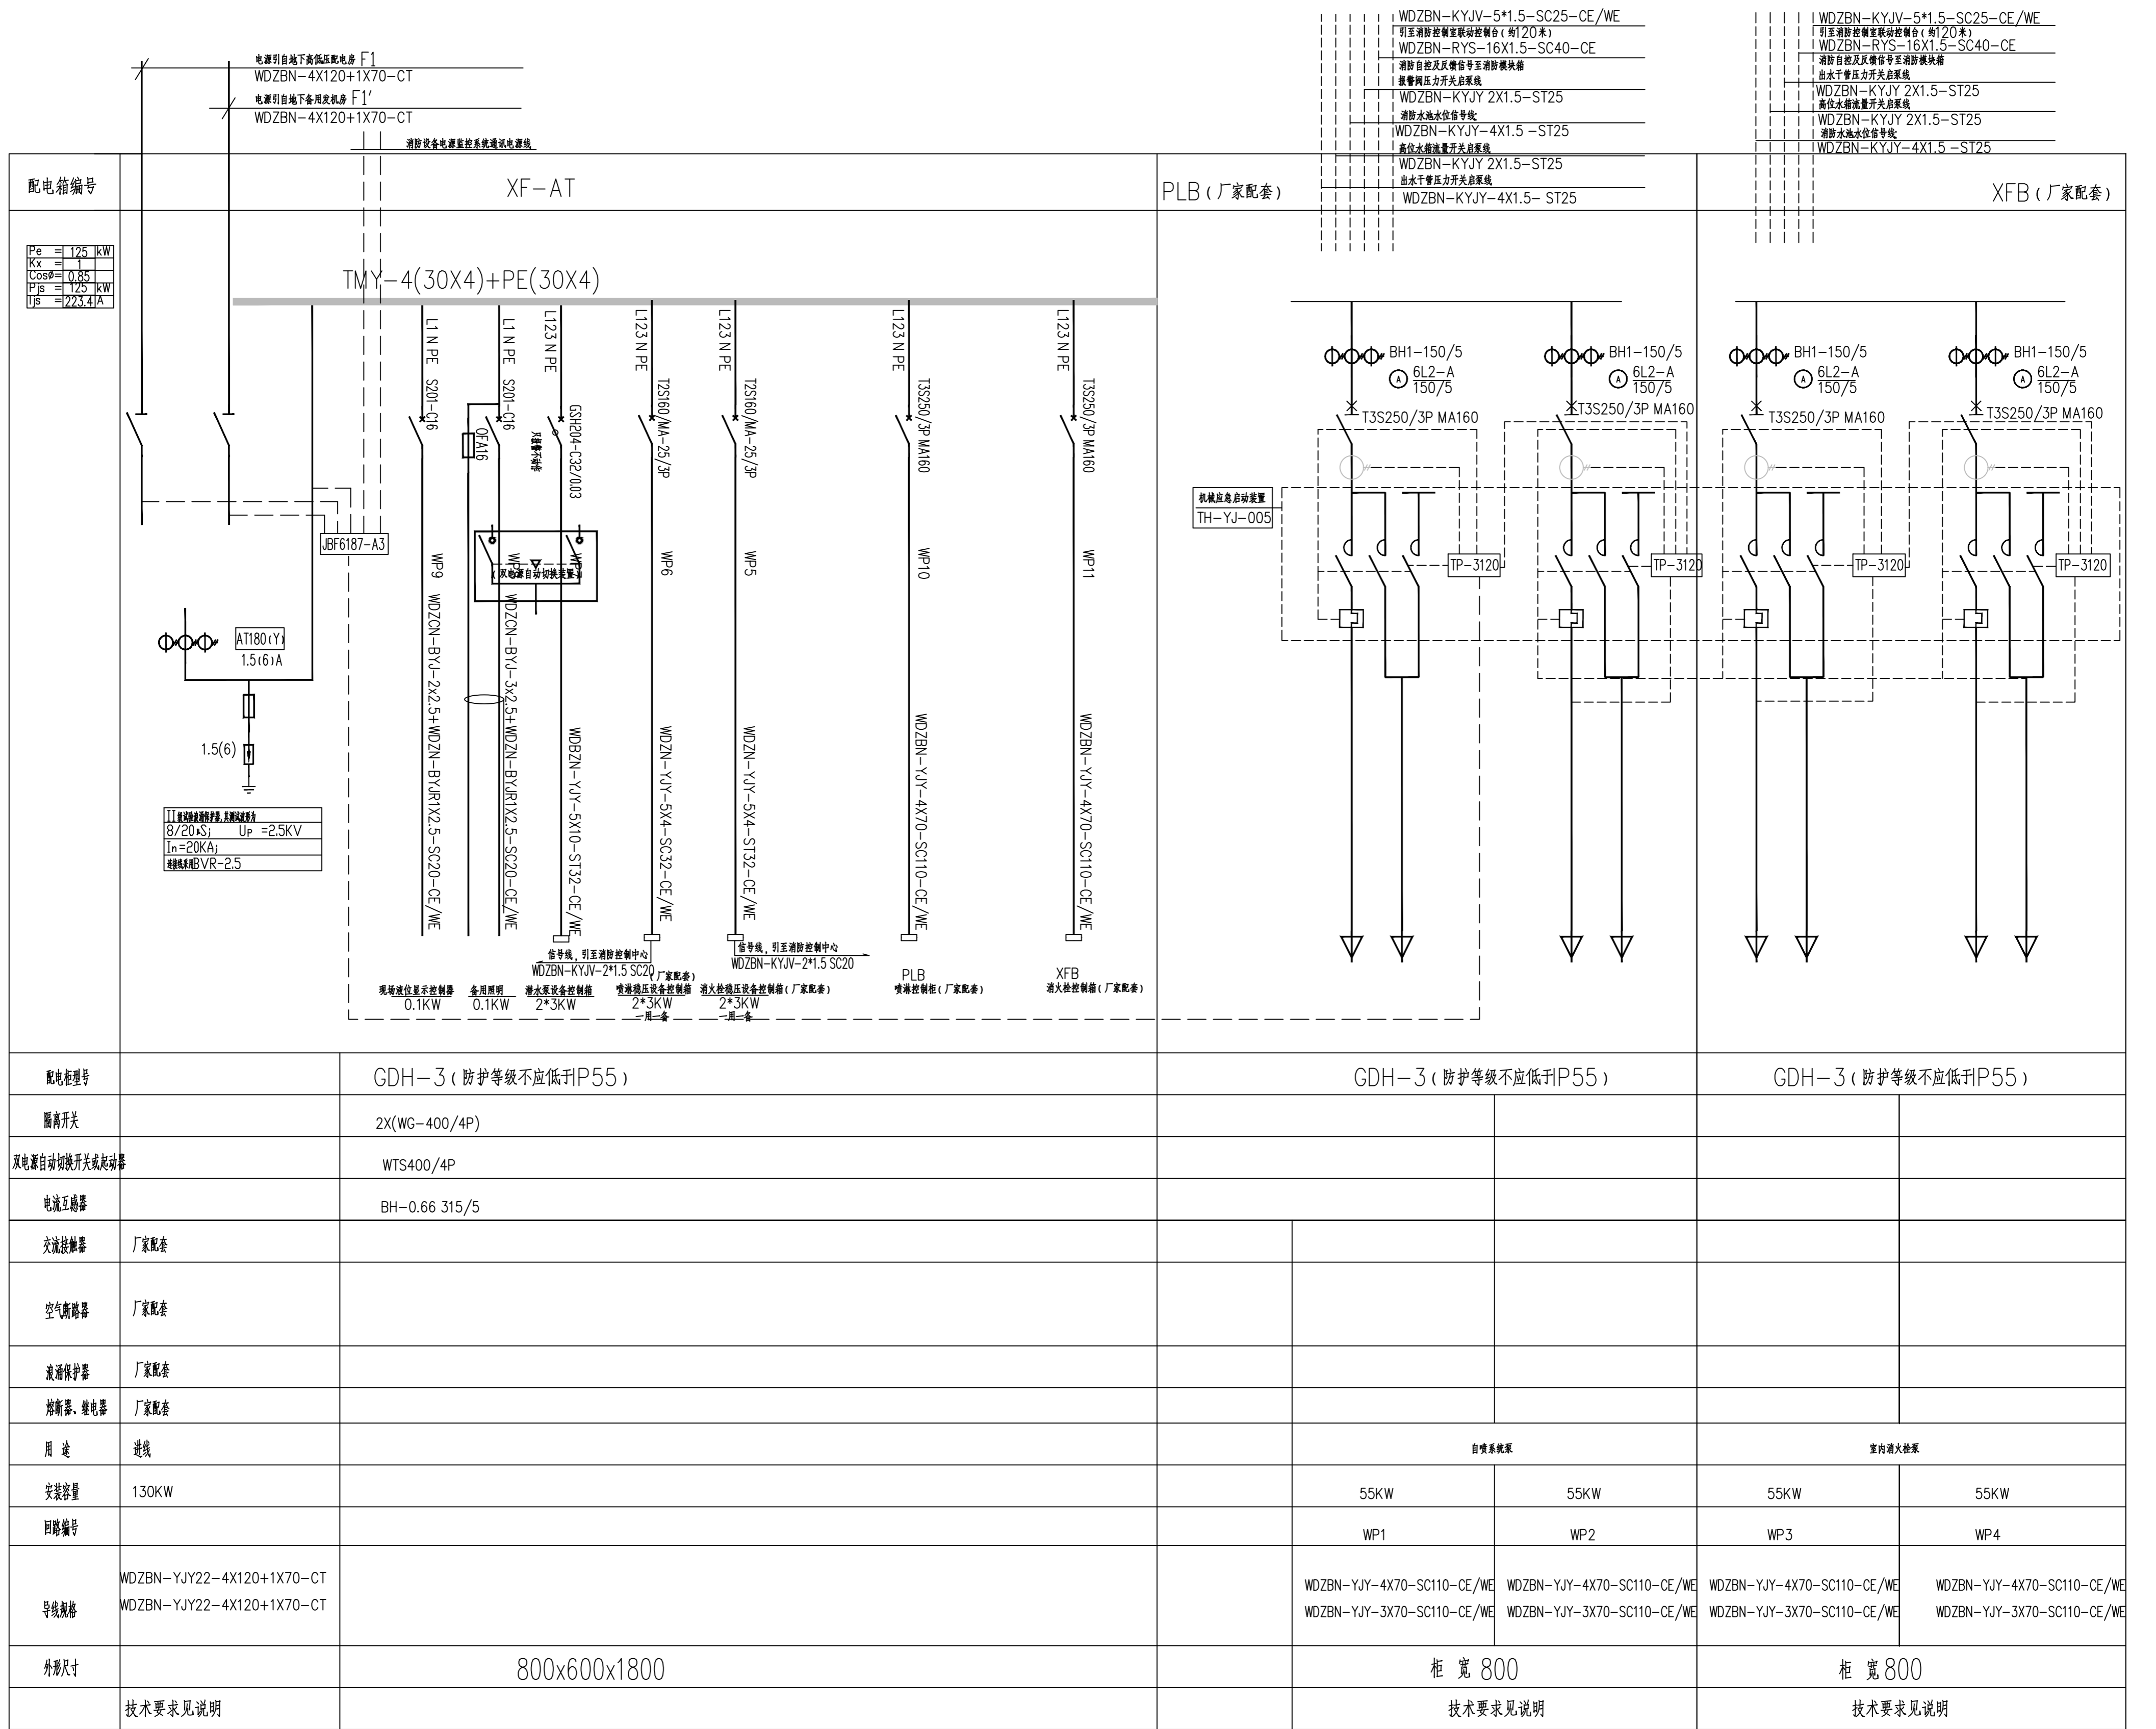 电源引自地下高低压配电房 F1
WDZBN-4X120+1X70-CT
电源引自地下备用发机房 F1'
WDZBN-4X120+1X70-CT
消防设备电源监控系统通讯电源线
WDZBN-KYJV-5*1.5-SC25-CE/WE
引至消防控制室联动控制台(约120米)
WDZBN-RYS-16X1.5-SC40-CE
消防自控及反馈信号至消防模块箱
报警阀压力开关启泵线
WDZBN-KYJY 2X1.5-ST25
消防水池水位信号线
WDZBN-KYJY-4X1.5 -ST25
高位水箱流量开关启泵线
WDZBN-KYJY 2X1.5-ST25
出水干管压力开关启泵线
WDZBN-KYJY-4X1.5- ST25
WDZBN-KYJV-5*1.5-SC25-CE/WE
引至消防控制室联动控制台(约120米)
WDZBN-RYS-16X1.5-SC40-CE
消防自控及反馈信号至消防模块箱
出水干管压力开关启泵线
WDZBN-KYJY 2X1.5-ST25
高位水箱流量开关启泵线
WDZBN-KYJY 2X1.5-ST25
消防水池水位信号线
WDZBN-KYJY-4X1.5 -ST25
配电箱编号
XF-AT
PLB(厂家配套)
XFB(厂家配套)
Pe = 125 kW
Kx = 1
CosØ= 0.85
Pjs = 125 kW
Ijs = 223.4 A
TMY-4(30X4)+PE(30X4)
L1 N PE S201-C16 WP9 WDZCN-BYJ-2x2.5+WDZN-BYJR1X2.5-SC20-CE/WE
L1 N PE S201-C16 WP WDZCN-BYJ-3x2.5+WDZN-BYJR1X2.5-SC20-CE/WE
OFA16
L123 N PE GSH204-C32/0.03 WP WDBZN-YJY-5X10-ST32-CE/WE
只报警不动作
L123 N PE T2S160/MA-25/3P WP6 WDZN-YJY-5X4-SC32-CE/WE
L123 N PE T2S160/MA-25/3P WP5 WDZN-YJY-5X4-ST32-CE/WE
L123 N PE T3S250/3P MA160 WP10 WDZBN-YJY-4X70-SC110-CE/WE
L123 N PE T3S250/3P MA160 WP11 WDZBN-YJY-4X70-SC110-CE/WE
(双电源自动切换装置)
JBF6187-A3
AT180(Y)
1.5(6)A
1.5(6)
II级试验浪涌保护器,其测试波形为
8/20μS; UP =2.5KV
In=20KA;
连接线采用BVR-2.5
BH1-150/5
A 6L2-A
150/5
T3S250/3P MA160
BH1-150/5
A 6L2-A
150/5
T3S250/3P MA160
BH1-150/5
A 6L2-A
150/5
T3S250/3P MA160
BH1-150/5
A 6L2-A
150/5
T3S250/3P MA160
机械应急启动装置
TH-YJ-005
TP-3120
TP-3120
TP-3120
TP-3120
信号线, 引至消防控制中心
WDZBN-KYJV-2*1.5 SC20
信号线, 引至消防控制中心
WDZBN-KYJV-2*1.5 SC20
现场液位显示控制器
0.1KW
备用照明
0.1KW
潜水泵设备控制箱
2*3KW
喷淋稳压设备控制箱(厂家配套)
2*3KW
一用一备
消火栓稳压设备控制箱(厂家配套)
2*3KW
一用一备
PLB
喷淋控制柜(厂家配套)
XFB
消火栓控制箱(厂家配套)
配电柜型号 GDH-3(防护等级不应低于IP55) GDH-3(防护等级不应低于IP55) GDH-3(防护等级不应低于IP55)
隔离开关 2X(WG-400/4P)
双电源自动切换开关或起动器 WTS400/4P
电流互感器 BH-0.66 315/5
交流接触器 厂家配套
空气断路器 厂家配套
浪涌保护器 厂家配套
熔断器、继电器 厂家配套
用 途 进线 自喷系统泵 室内消火栓泵
安装容量 130KW 55KW 55KW 55KW 55KW
回路编号 WP1 WP2 WP3 WP4
导线规格
WDZBN-YJY22-4X120+1X70-CT WDZBN-YJY-4X70-SC110-CE/WE WDZBN-YJY-4X70-SC110-CE/WE WDZBN-YJY-4X70-SC110-CE/WE WDZBN-YJY-4X70-SC110-CE/WE
WDZBN-YJY22-4X120+1X70-CT WDZBN-YJY-3X70-SC110-CE/WE WDZBN-YJY-3X70-SC110-CE/WE WDZBN-YJY-3X70-SC110-CE/WE WDZBN-YJY-3X70-SC110-CE/WE
外形尺寸 800x600x1800 柜 宽 800 柜 宽 800
技术要求见说明 技术要求见说明 技术要求见说明